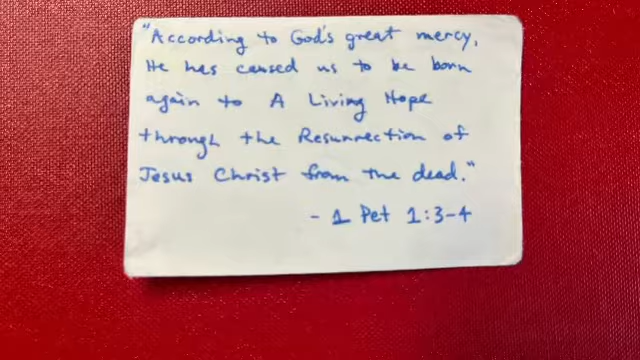 "According to God's great mercy,
He has caused us to be born
again to A Living Hope
through the Resurrection of
Jesus Christ from the dead."
- 1 Pet 1:3-4